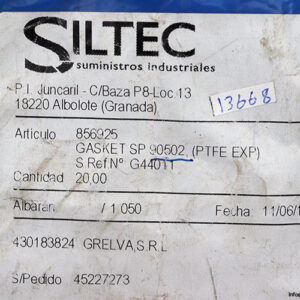 SILTEC
suministros industriales
P.I. Juncaril - C/Baza P8-Loc 13
18220 Albolote (Granada)
13668
Articulo 856925
GASKET SP 90502, (PTFE EXP)
S Ref Nº G44011
Cantidad 20,00
Albarán / 1 050 Fecha: 11/06/1
430183824 GRELVA,S.R.L
S/Pedido 45227273